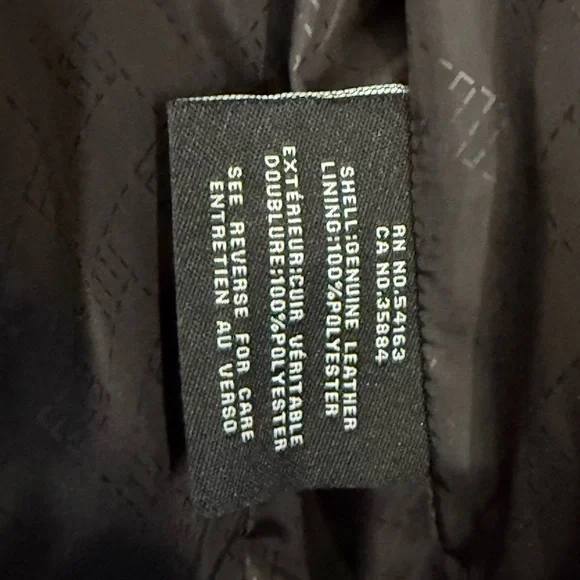 RN NO.54163
CA NO.35884
SHELL:GENUINE LEATHER
LINING:100%POLYESTER
EXTÉRIEUR:CUIR VÉRITABLE
DOUBLURE:100%POLYESTER
SEE REVERSE FOR CARE
ENTRETIEN AU VERSO